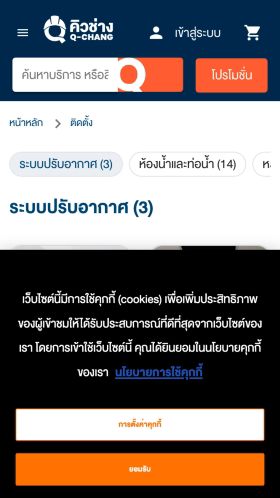 คิวช่าง
Q-CHANG
เข้าสู่ระบบ
ค้นหาบริการ หรือสิ
โปรโมชั่น
หน้าหลัก > ติดตั้ง
ระบบปรับอากาศ (3)
ห้องน้ำและท่อน้ำ (14)
ระบบปรับอากาศ (3)
เว็บไซต์นี้มีการใช้คุกกี้ (cookies) เพื่อเพิ่มประสิทธิภาพ
ของผู้เข้าชมให้ได้รับประสบการณ์ที่ดีที่สุดจากเว็บไซต์ของ
เรา โดยการเข้าใช้เว็บไซต์นี้ คุณได้ยินยอมในนโยบายคุกกี้
ของเรา นโยบายการใช้คุกกี้
การตั้งค่าคุกกี้
ยอมรับ